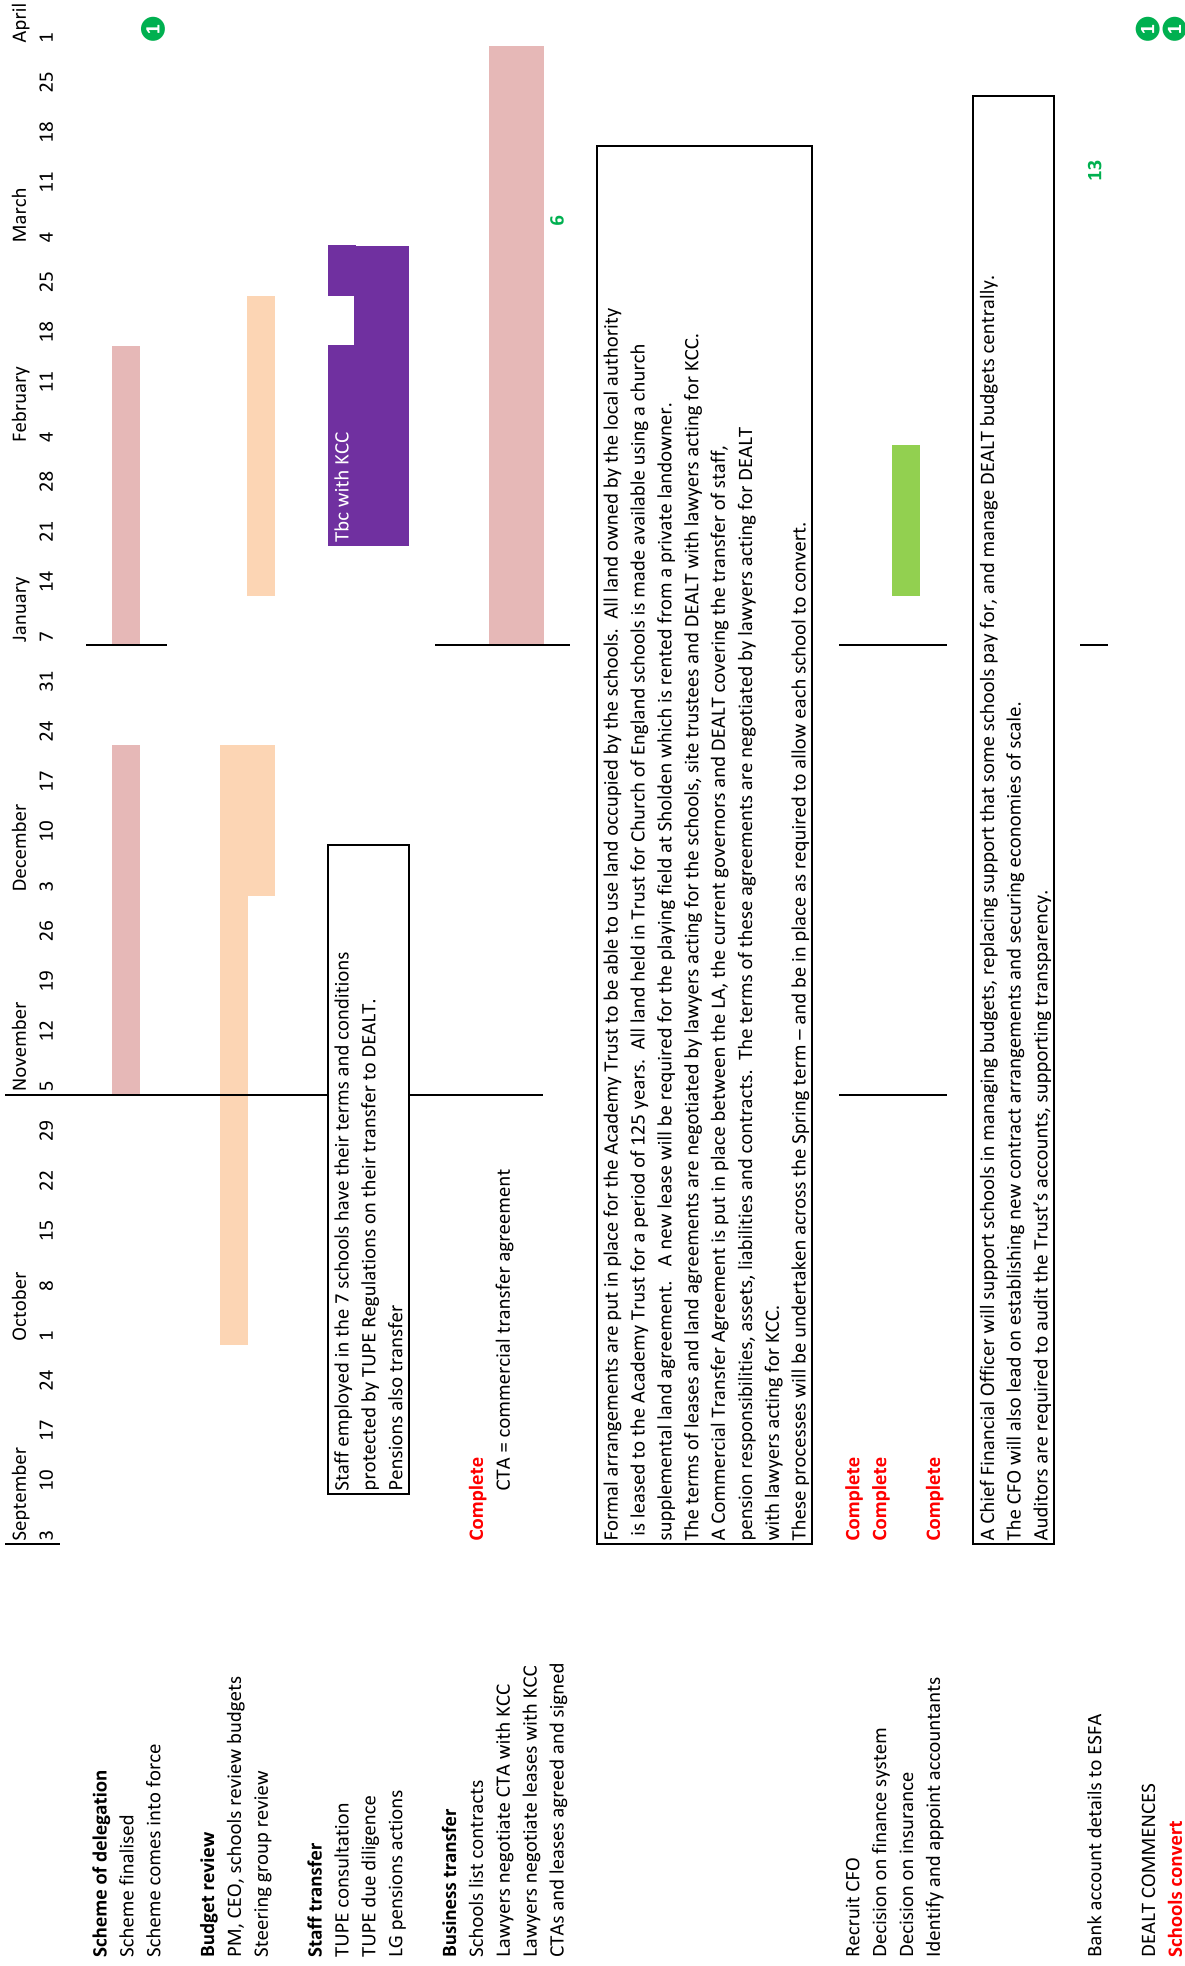 September October November December January February March April
3 10 17 24 1 8 15 22 29 5 12 19 26 3 10 17 24 31 7 14 21 28 4 11 18 25 4 11 18 25 1
Scheme of delegation
Scheme finalised
Scheme comes into force 1
Budget review
PM, CEO, schools review budgets
Steering group review
Staff transfer
TUPE consultation
TUPE due diligence
LG pensions actions
Staff employed in the 7 schools have their terms and conditions
protected by TUPE Regulations on their transfer to DEALT.
Pensions also transfer
Tbc with KCC
Business transfer
Schools list contracts Complete
Lawyers negotiate CTA with KCC CTA = commercial transfer agreement
Lawyers negotiate leases with KCC
CTAs and leases agreed and signed 6
Formal arrangements are put in place for the Academy Trust to be able to use land occupied by the schools. All land owned by the local authority
is leased to the Academy Trust for a period of 125 years. All land held in Trust for Church of England schools is made available using a church
supplemental land agreement. A new lease will be required for the playing field at Sholden which is rented from a private landowner.
The terms of leases and land agreements are negotiated by lawyers acting for the schools, site trustees and DEALT with lawyers acting for KCC.
A Commercial Transfer Agreement is put in place between the LA, the current governors and DEALT covering the transfer of staff,
pension responsibilities, assets, liabilities and contracts. The terms of these agreements are negotiated by lawyers acting for DEALT
with lawyers acting for KCC.
These processes will be undertaken across the Spring term – and be in place as required to allow each school to convert.
Recruit CFO Complete
Decision on finance system Complete
Decision on insurance
Identify and appoint accountants Complete
A Chief Financial Officer will support schools in managing budgets, replacing support that some schools pay for, and manage DEALT budgets centrally.
The CFO will also lead on establishing new contract arrangements and securing economies of scale.
Auditors are required to audit the Trust's accounts, supporting transparency.
Bank account details to ESFA 13
DEALT COMMENCES 1
Schools convert 1